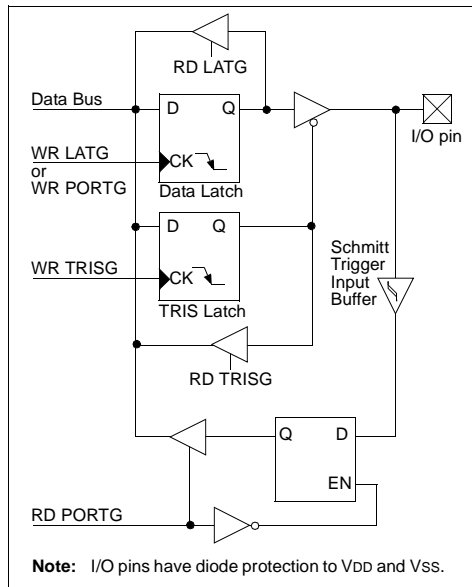 RD LATG
Data Bus
D Q
I/O pin
WR LATG
or
WR PORTG
CK
Data Latch
D Q
WR TRISG
CK
TRIS Latch
Schmitt
Trigger
Input
Buffer
RD TRISG
Q D
EN
RD PORTG
Note: I/O pins have diode protection to VDD and VSS.